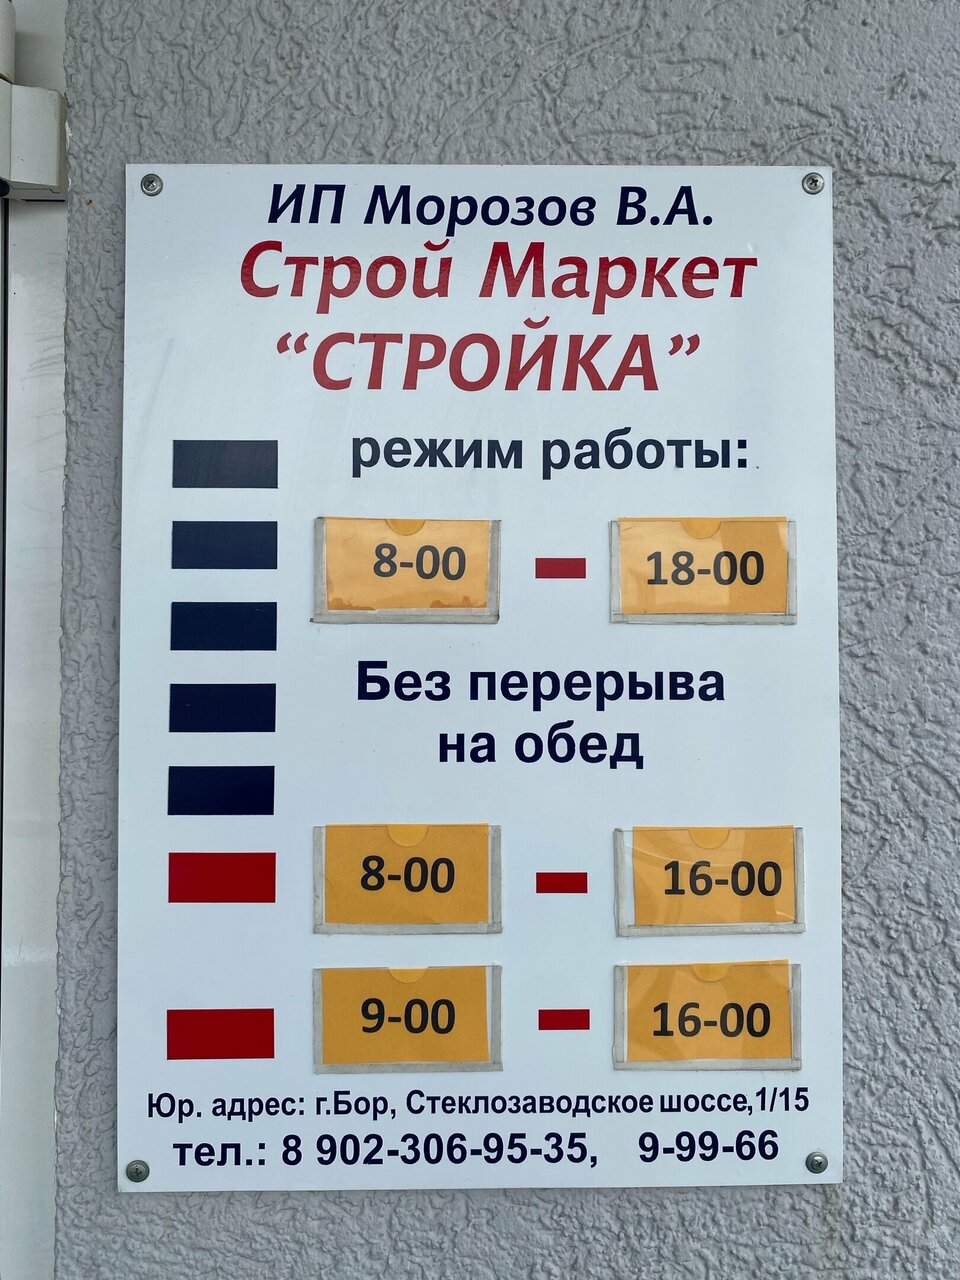 ИП Морозов В.А.
Строй Маркет
“СТРОЙКА”
режим работы:
8-00 - 18-00
Без перерыва
на обед
8-00 - 16-00
9-00 - 16-00
Юр. адрес: г.Бор, Стеклозаводское шоссе,1/15
тел.: 8 902-306-95-35, 9-99-66